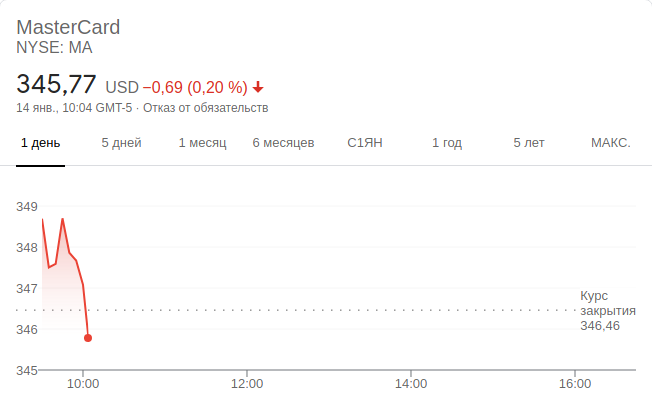 MasterCard
NYSE: MA
345,77 USD −0,69 (0,20 %)
14 янв., 10:04 GMT-5 · Отказ от обязательств
1 день 5 дней 1 месяц 6 месяцев С1ЯН 1 год 5 лет МАКС.
349
348
347
Курс
закрытия
346,46
346
345
10:00 12:00 14:00 16:00